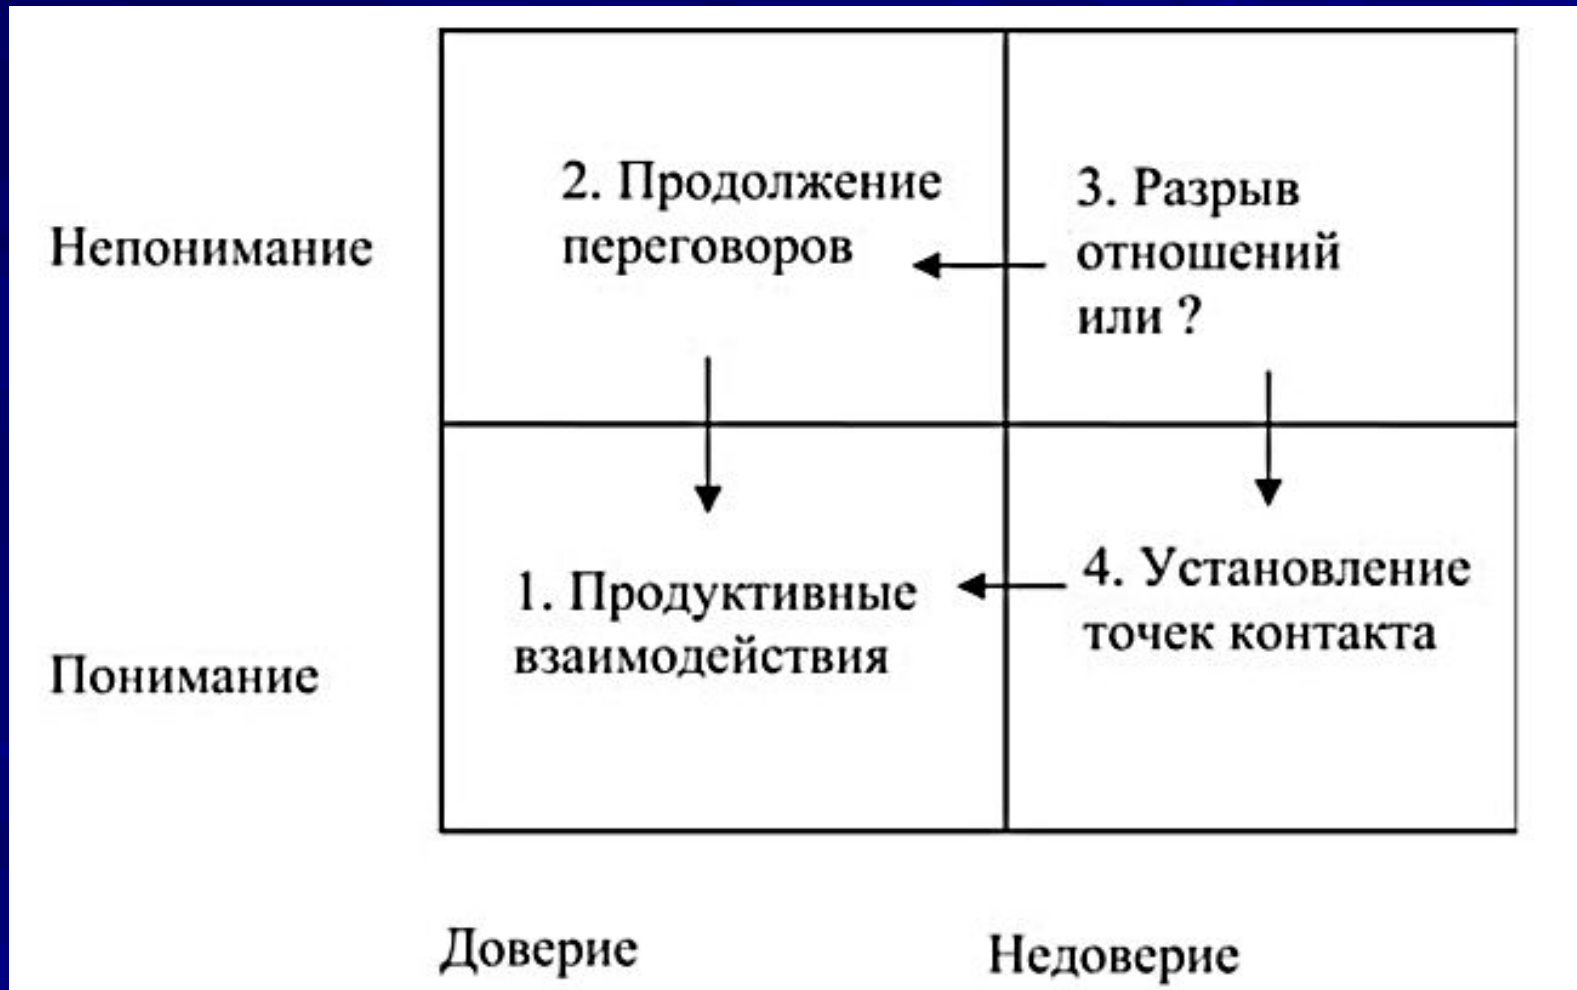 Непонимание
2. Продолжение
переговоров
3. Разрыв
отношений
или ?
Понимание
1. Продуктивные
взаимодействия
4. Установление
точек контакта
Доверие
Недоверие